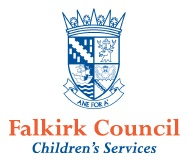 ANE FOR A'
Falkirk Council
Children's Services